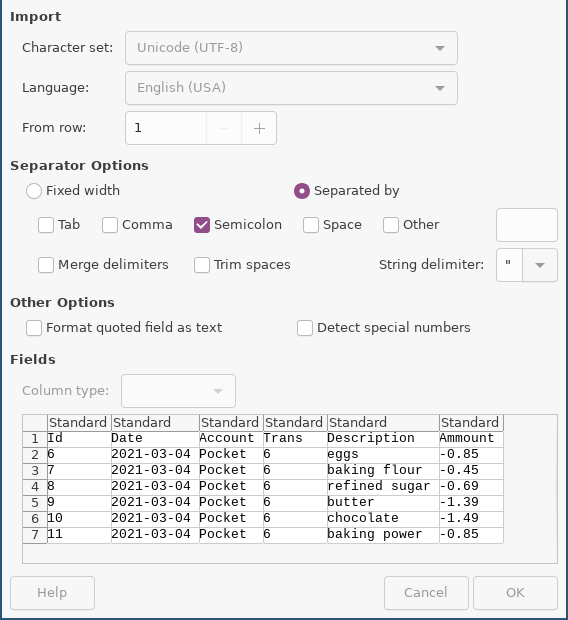 Import
Character set: Unicode (UTF-8)
Language: English (USA)
From row: 1 − +
Separator Options
Fixed width Separated by
Tab Comma Semicolon Space Other
Merge delimiters Trim spaces String delimiter: "
Other Options
Format quoted field as text Detect special numbers
Fields
Column type:
Standard Standard Standard Standard Standard Standard
1 Id Date Account Trans Description Ammount
2 6 2021-03-04 Pocket 6 eggs -0.85
3 7 2021-03-04 Pocket 6 baking flour -0.45
4 8 2021-03-04 Pocket 6 refined sugar -0.69
5 9 2021-03-04 Pocket 6 butter -1.39
6 10 2021-03-04 Pocket 6 chocolate -1.49
7 11 2021-03-04 Pocket 6 baking power -0.85
Help Cancel OK